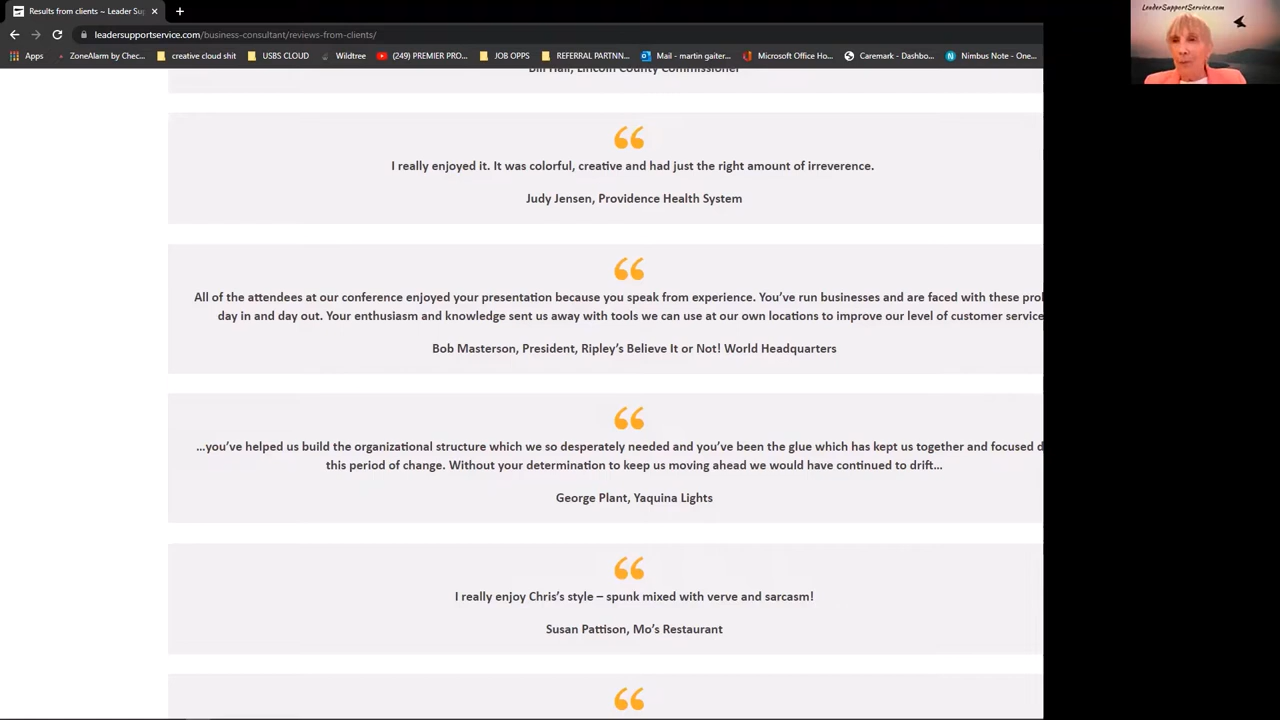 Results from clients ~ Leader Su
leadersupportservice.com/business-consultant/reviews-from-clients/
Apps ZoneAlarm by Chec... creative cloud shit USBS CLOUD Wildtree (249) PREMIER PRO... JOB OPPS REFERRAL PARTNN... Mail - martin gaiter... Microsoft Office Ho... Caremark - Dashbo... Nimbus Note - One...
LeaderSupportService.com
Bill Hall, Lincoln County Commissioner
I really enjoyed it. It was colorful, creative and had just the right amount of irreverence.
Judy Jensen, Providence Health System
All of the attendees at our conference enjoyed your presentation because you speak from experience. You’ve run businesses and are faced with these pro
day in and day out. Your enthusiasm and knowledge sent us away with tools we can use at our own locations to improve our level of customer service
Bob Masterson, President, Ripley’s Believe It or Not! World Headquarters
…you’ve helped us build the organizational structure which we so desperately needed and you’ve been the glue which has kept us together and focused d
this period of change. Without your determination to keep us moving ahead we would have continued to drift…
George Plant, Yaquina Lights
I really enjoy Chris’s style – spunk mixed with verve and sarcasm!
Susan Pattison, Mo’s Restaurant